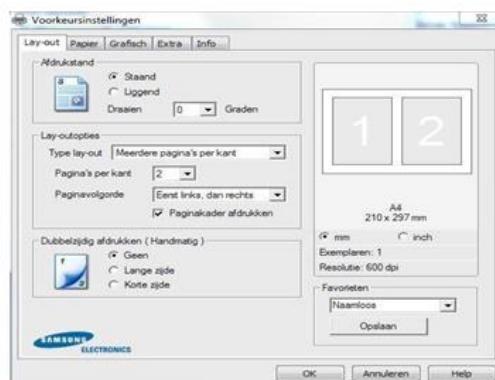 Voorkeursinstellingen
Lay-out Papier Grafisch Extra Info
Afdrukstand
Staand
Liggend
Draaien 0 Graden
Lay-outopties
Type lay-out Meerdere pagina's per kant
Pagina's per kant 2
Paginavolgorde Eerst links, dan rechts
Paginakader afdrukken
Dubbelzijdig afdrukken ( Handmatig )
Geen
Lange zijde
Korte zijde
SAMSUNG
ELECTRONICS
1 2
A4
210 x 297 mm
mm inch
Exemplaren: 1
Resolutie: 600 dpi
Favorieten
Naamloos
Opslaan
OK Annuleren Help